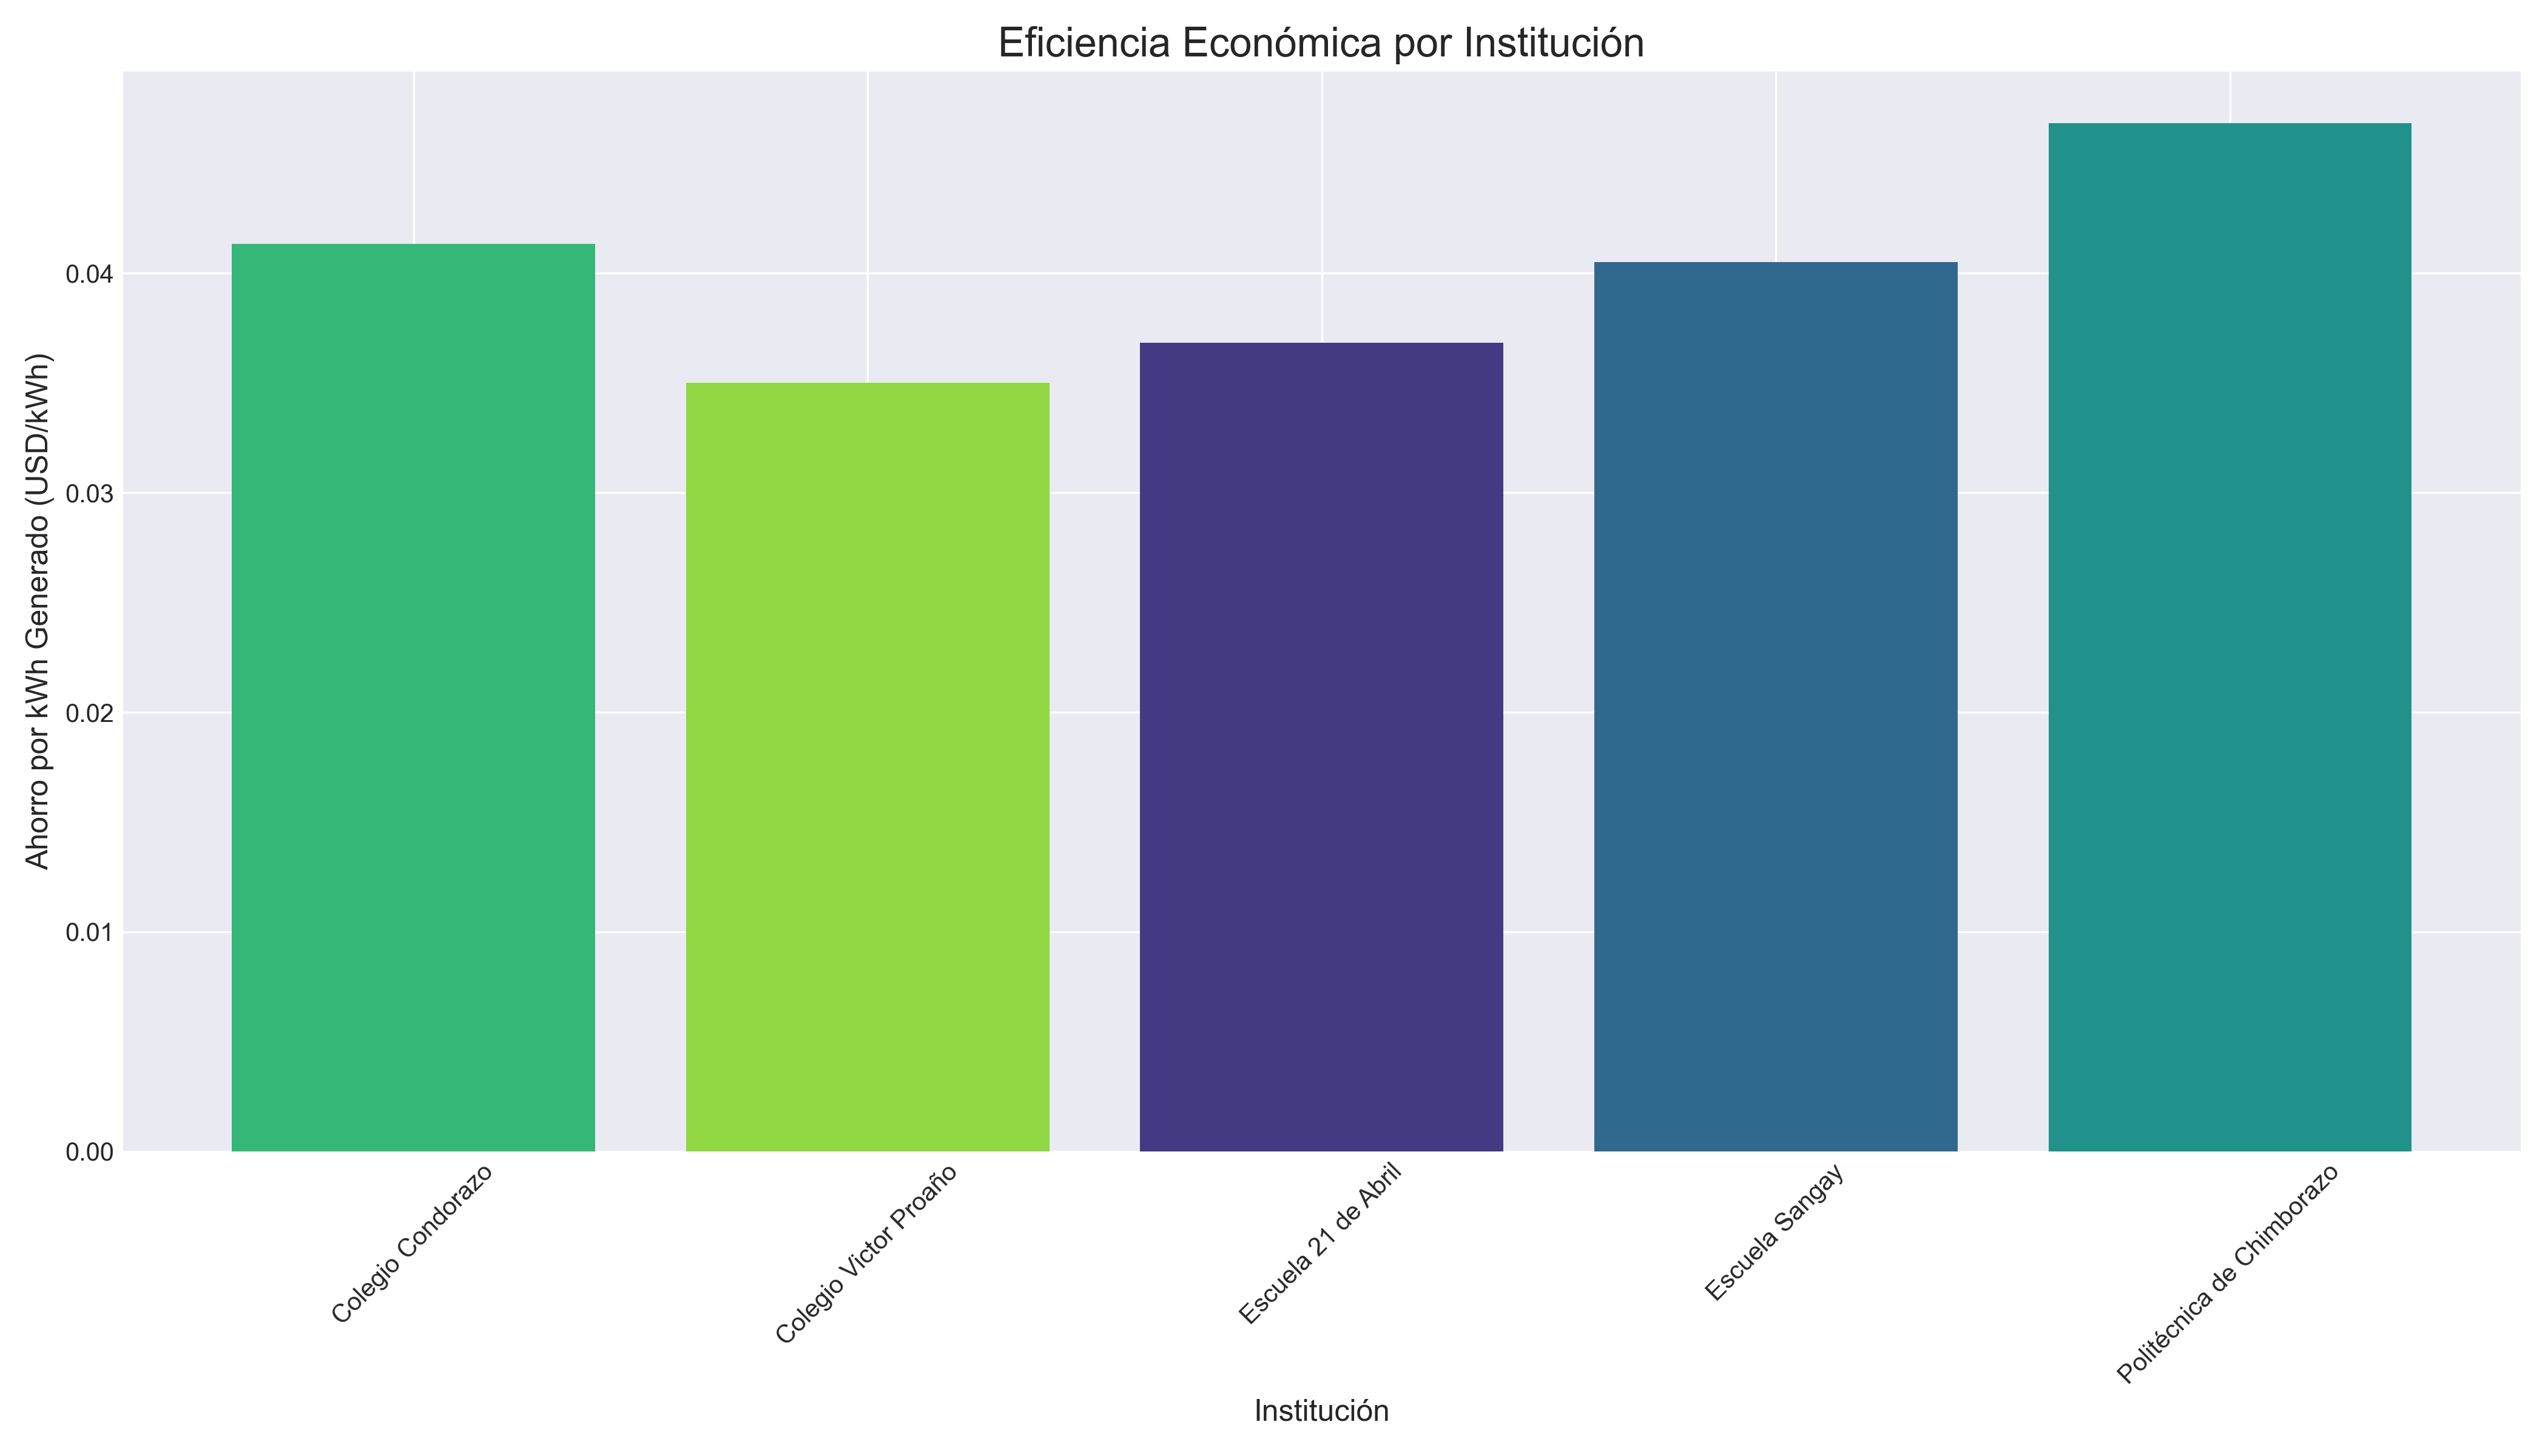 Eficiencia Económica por Institución
Ahorro por kWh Generado (USD/kWh)
0.04
0.03
0.02
0.01
0.00
Colegio Condorazo
Colegio Victor Proaño
Escuela 21 de Abril
Escuela Sangay
Politécnica de Chimborazo
Institución